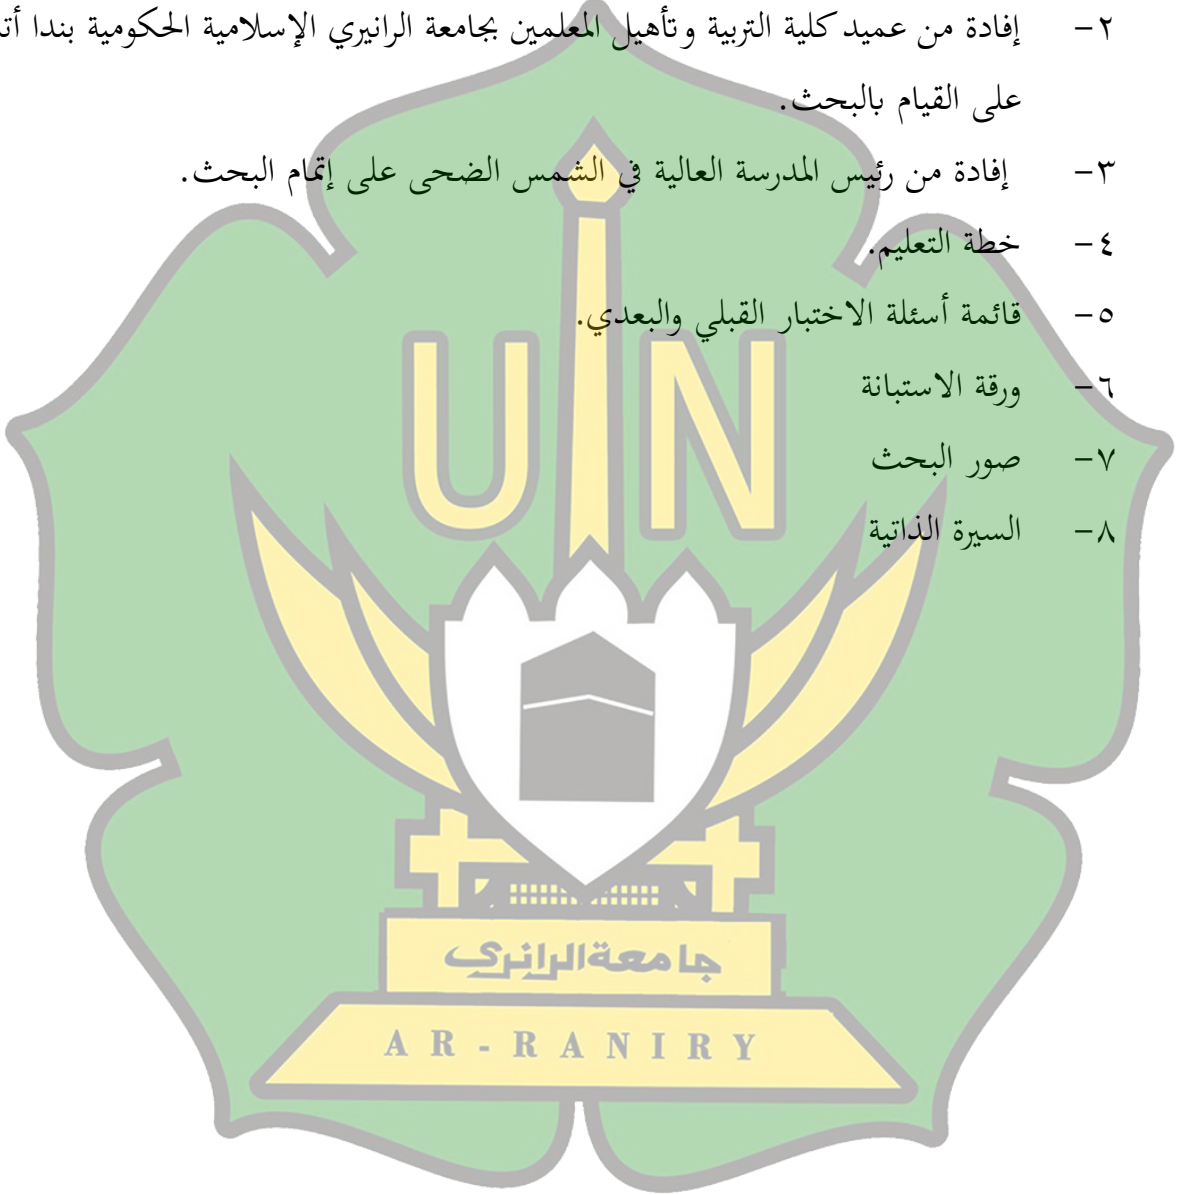 ٢- إفادة من عميد كلية التربية وتأهيل المعلمين بجامعة الرانيري الإسلامية الحكومية بندا
على القيام بالبحث.
٣- إفادة من رئيس المدرسة العالية في الشمس الضحى على إتمام البحث.
٤- خطة التعليم.
٥- قائمة أسئلة الاختبار القبلي والبعدي.
٦- ورقة الاستبانة
٧- صور البحث
٨- السيرة الذاتية
UIN
جامعة الرانري
AR-RANIRY